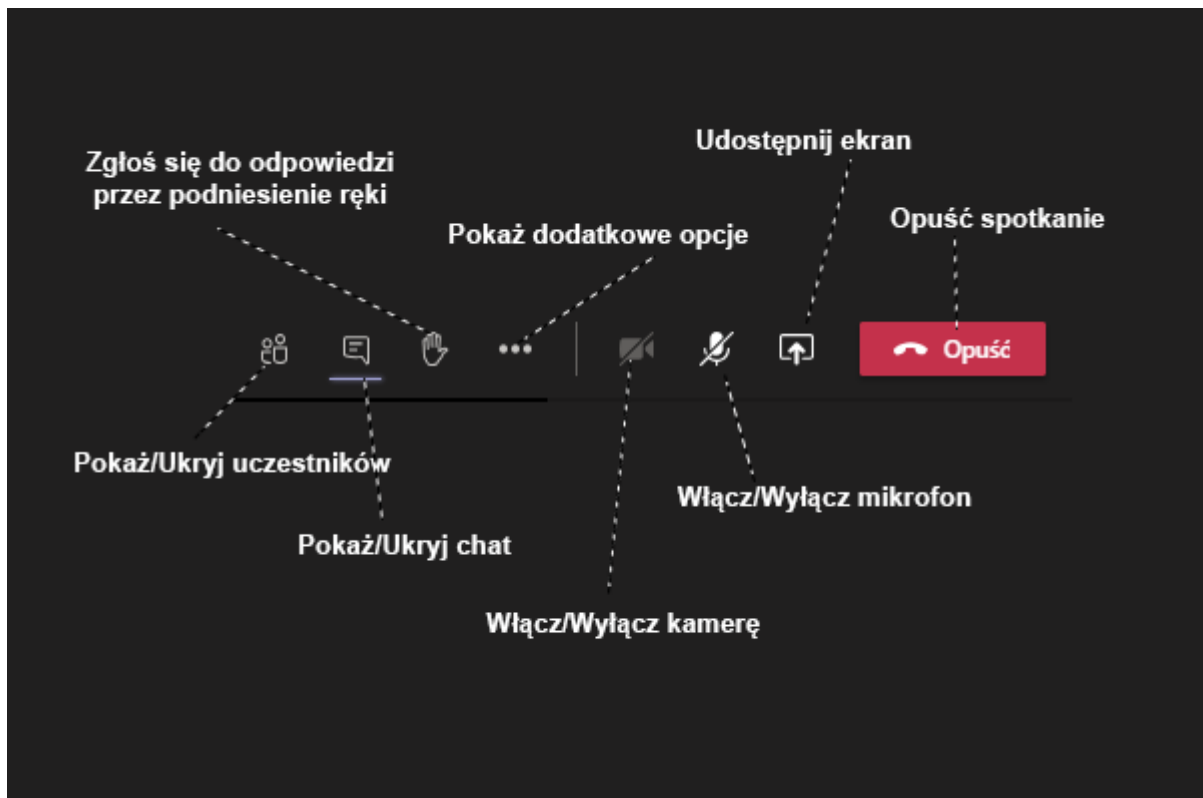 Udostępnij ekran
Zgłoś się do odpowiedzi
przez podniesienie ręki
Opuść spotkanie
Pokaż dodatkowe opcje
Opuść
Pokaż/Ukryj uczestników
Włącz/Wyłącz mikrofon
Pokaż/Ukryj chat
Włącz/Wyłącz kamerę